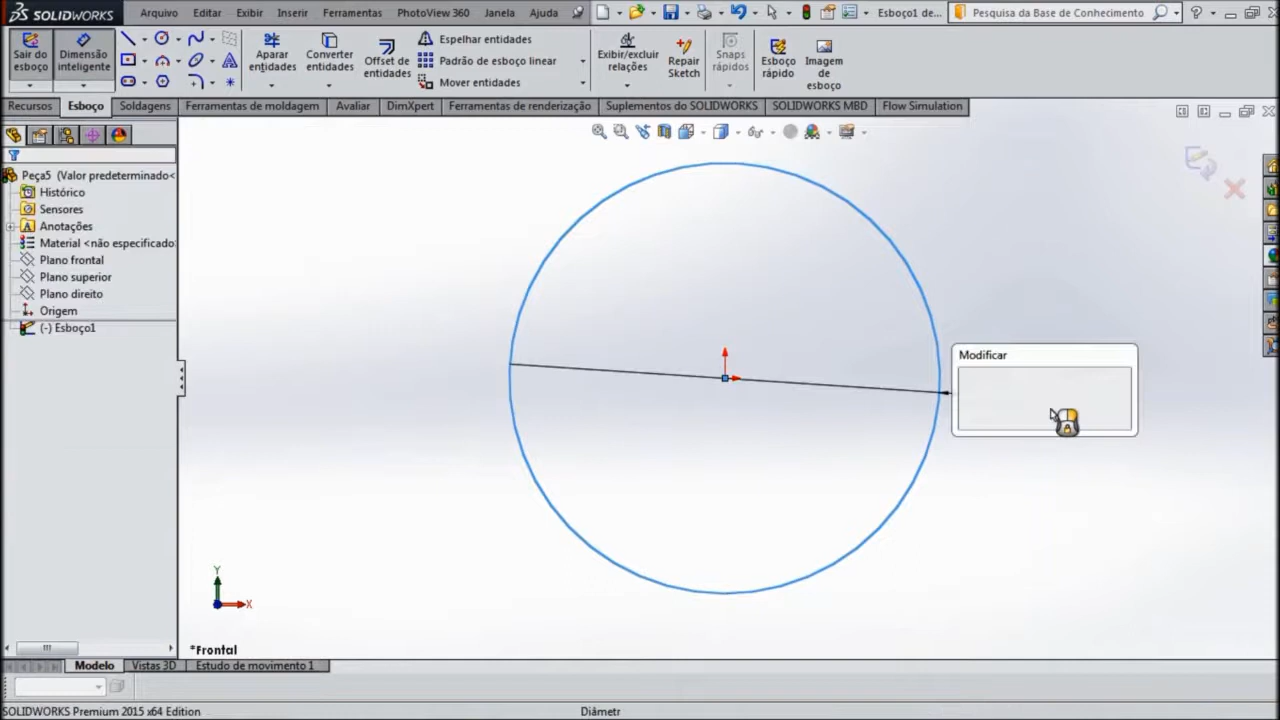 SOLIDWORKS
Arquivo Editar Exibir Inserir Ferramentas PhotoView 360 Janela Ajuda
Esboço1 de...
Pesquisa da Base de Conhecimento
Sair do esboço
Dimensão inteligente
Aparar entidades
Converter entidades
Offset de entidades
Espelhar entidades
Padrão de esboço linear
Mover entidades
Exibir/excluir relações
Repair Sketch
Snaps rápidos
Esboço rápido
Imagem de esboço
Recursos Esboço Soldagens Ferramentas de moldagem Avaliar DimXpert Ferramentas de renderização Suplementos do SOLIDWORKS SOLIDWORKS MBD Flow Simulation
Peça5 (Valor predeterminado<
Histórico
Sensores
Anotações
Material <não especificado>
Plano frontal
Plano superior
Plano direito
Origem
(-) Esboço1
Modificar
Y
X
*Frontal
Modelo Vistas 3D Estudo de movimento 1
SOLIDWORKS Premium 2015 x64 Edition
Diâmetr